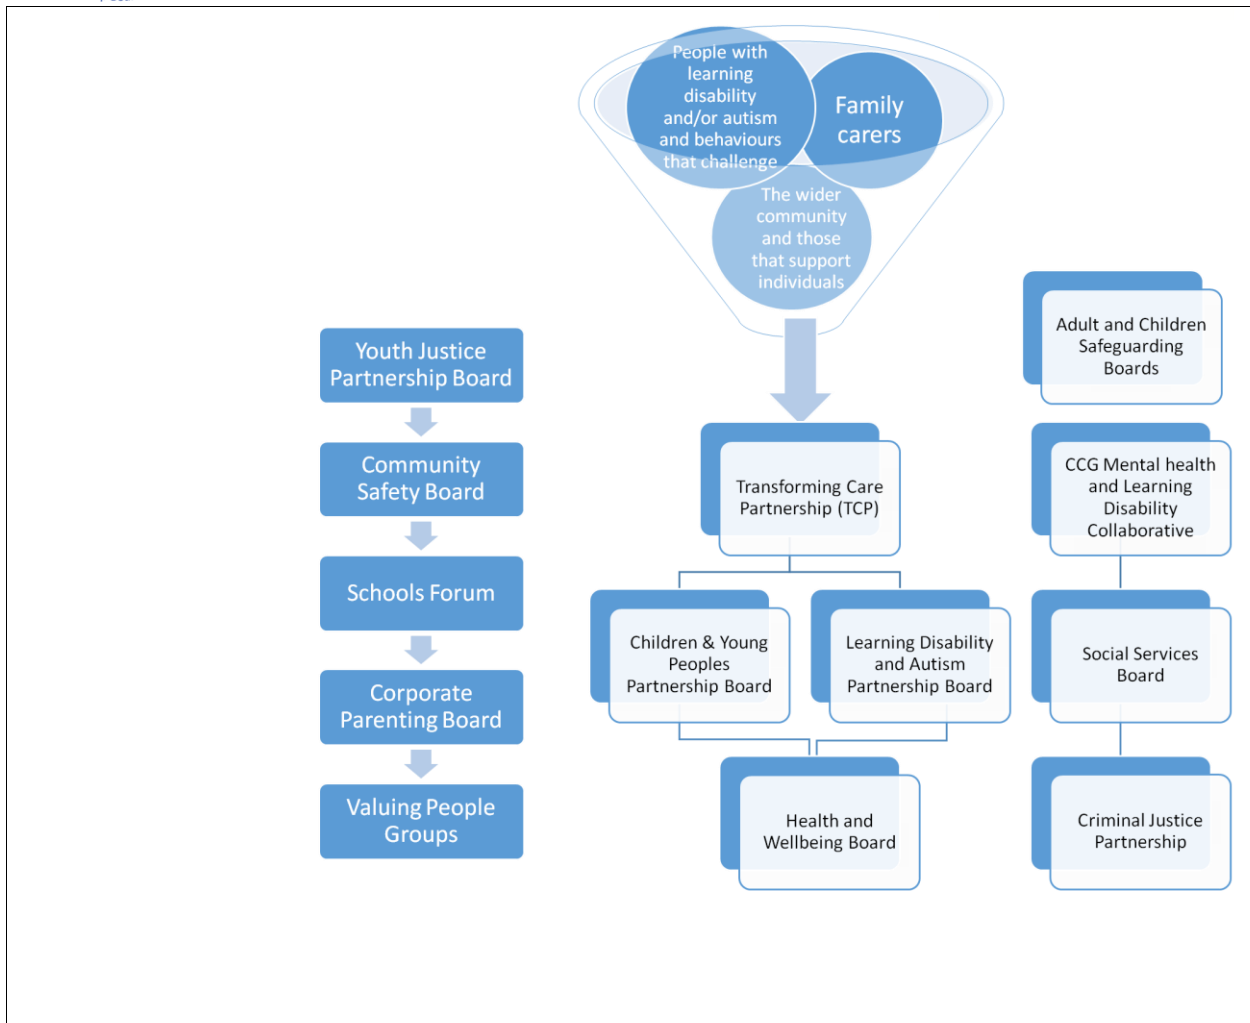 People with
learning
disability
and/or autism
and behaviours
that challenge
Family
carers
The wider
community
and those
that support
individuals
Youth Justice
Partnership Board
Community
Safety Board
Schools Forum
Corporate
Parenting Board
Valuing People
Groups
Transforming Care
Partnership (TCP)
Children & Young
Peoples
Partnership Board
Learning Disability
and Autism
Partnership Board
Health and
Wellbeing Board
Adult and Children
Safeguarding
Boards
CCG Mental health
and Learning
Disability
Collaborative
Social Services
Board
Criminal Justice
Partnership